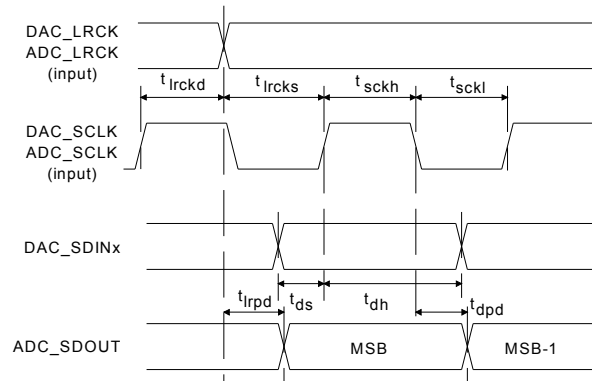 DAC_LRCK
ADC_LRCK
(input)
t lrckd
t lrcks
t sckh
t sckl
DAC_SCLK
ADC_SCLK
(input)
DAC_SDINx
t lrpd
t ds
t dh
t dpd
ADC_SDOUT
MSB
MSB-1